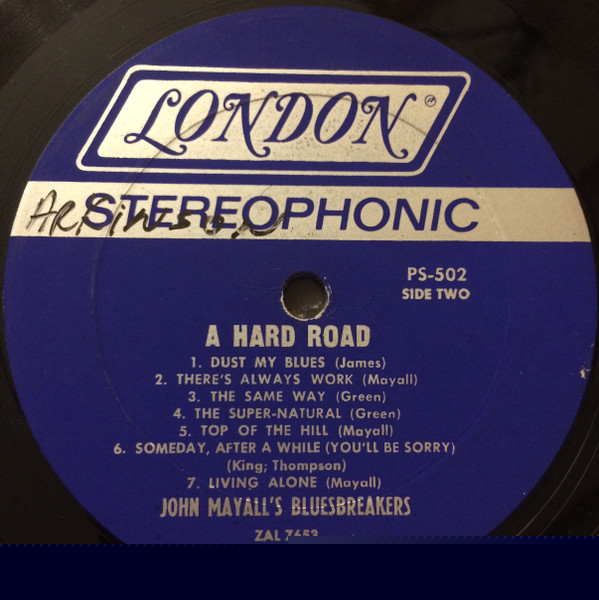 LONDON
STEREOPHONIC
PS-502
SIDE TWO
A HARD ROAD
1. DUST MY BLUES (James)
2. THERE'S ALWAYS WORK (Mayall)
3. THE SAME WAY (Green)
4. THE SUPER-NATURAL (Green)
5. TOP OF THE HILL (Mayall)
6. SOMEDAY, AFTER A WHILE (YOU'LL BE SORRY)
(King; Thompson)
7. LIVING ALONE (Mayall)
JOHN MAYALL'S BLUESBREAKERS
ZAL